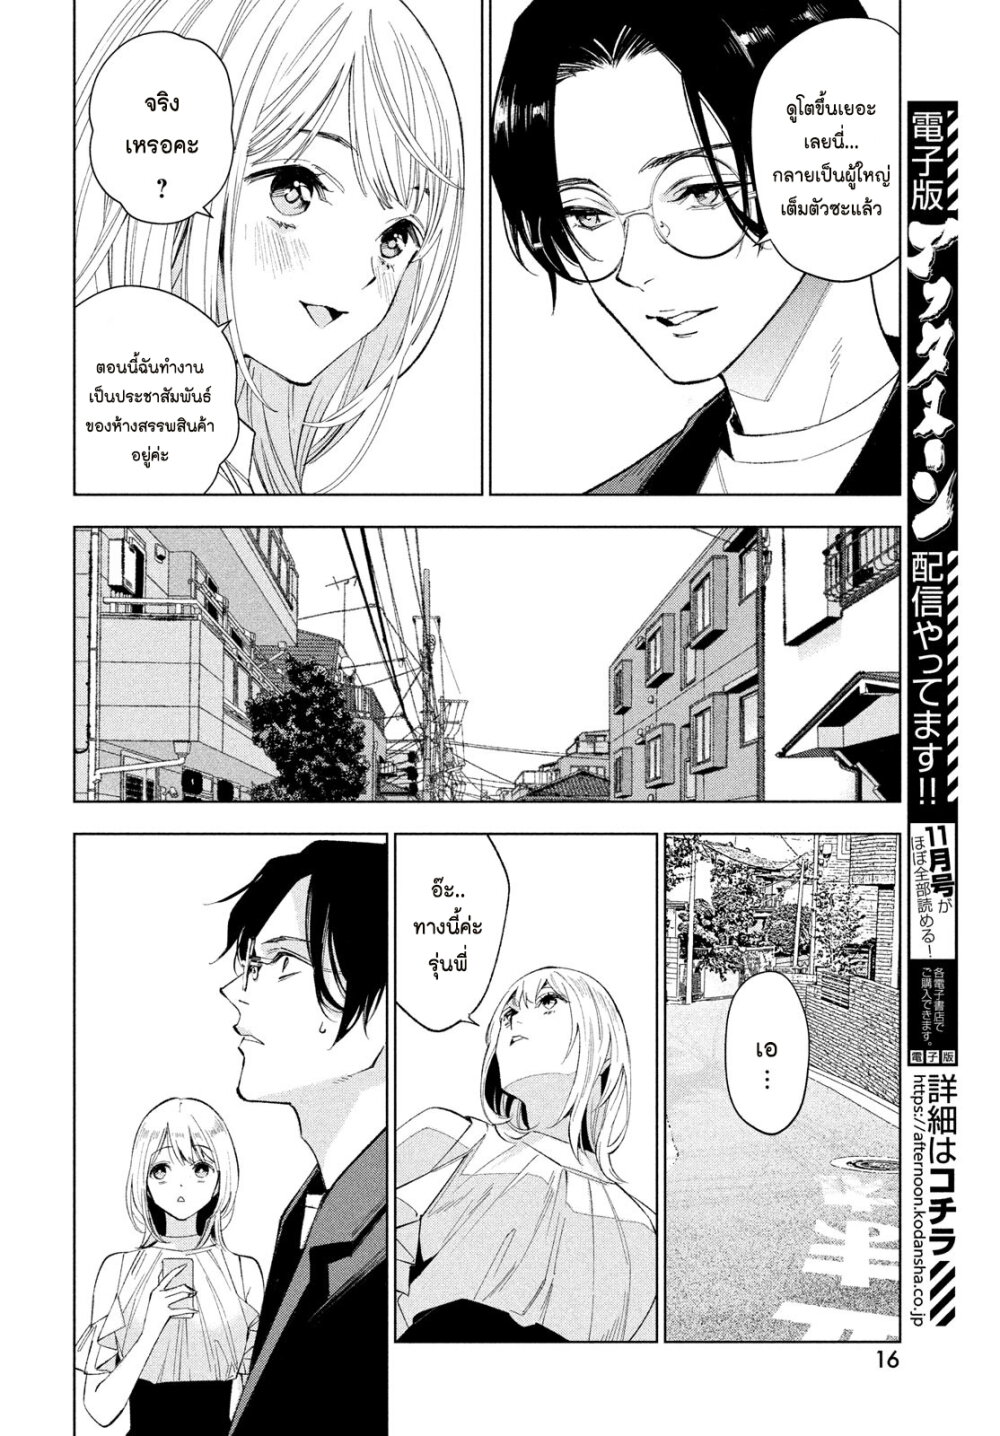 ดูโตขึ้นเยอะ
เลยนี่...
กลายเป็นผู้ใหญ่
เต็มตัวซะแล้ว
จริง
เหรอคะ
?
ตอนนี้ฉันทำงาน
เป็นประชาสัมพันธ์
ของห้างสรรพสินค้า
อยู่ค่ะ
เอ
...
อ๊ะ..
ทางนี้ค่ะ
รุ่นพี่
電子版
アフタヌーン
配信やってます!!
11月号が
ほぼ全部読める!
各電子書店で
ご購入できます。
電子版
詳細はコチラ
https://afternoon.kodansha.co.jp
16